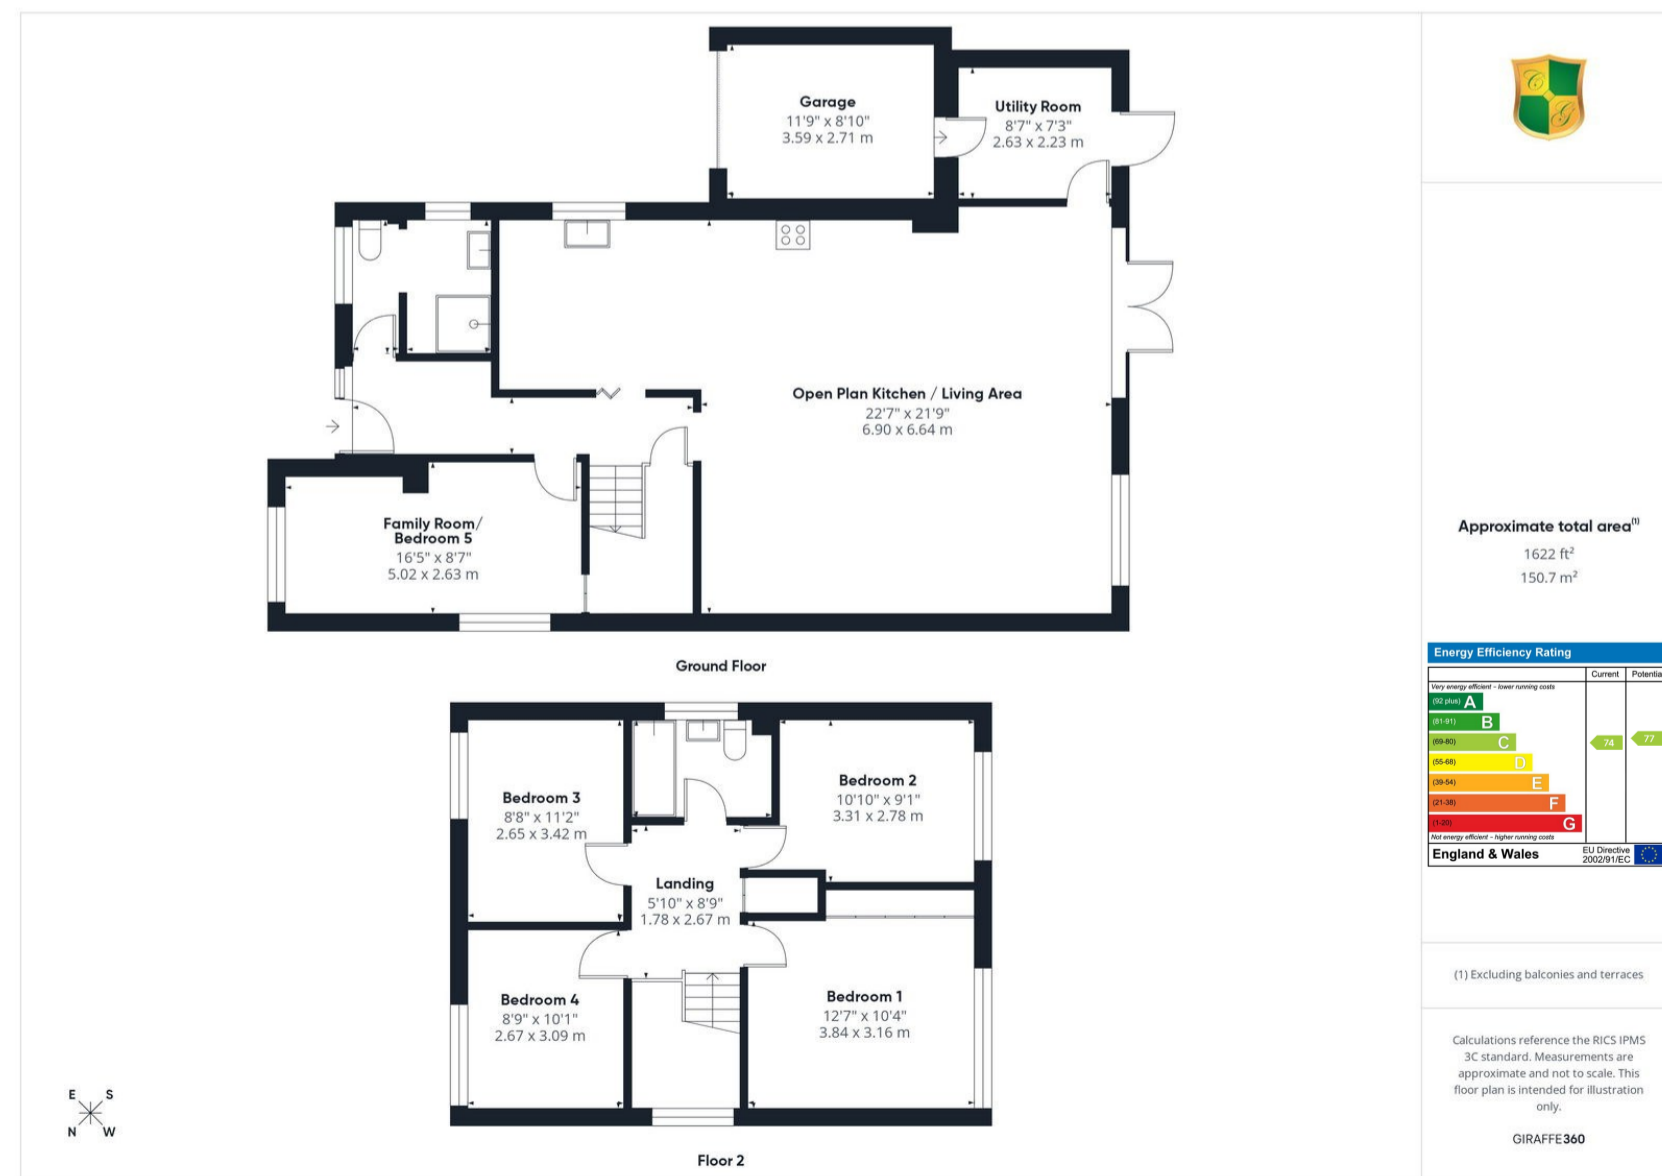 Garage
11'9" x 8'10"
3.59 x 2.71 m
Utility Room
8'7" x 7'3"
2.63 x 2.23 m
Open Plan Kitchen / Living Area
22'7" x 21'9"
6.90 x 6.64 m
Family Room/
Bedroom 5
16'5" x 8'7"
5.02 x 2.63 m
Ground Floor
Bedroom 3
8'8" x 11'2"
2.65 x 3.42 m
Bedroom 2
10'10" x 9'1"
3.31 x 2.78 m
Landing
5'10" x 8'9"
1.78 x 2.67 m
Bedroom 4
8'9" x 10'1"
2.67 x 3.09 m
Bedroom 1
12'7" x 10'4"
3.84 x 3.16 m
Floor 2
E S
N W
C
G
Approximate total area(1)
1622 ft²
150.7 m²
Energy Efficiency Rating
Current Potentia
Very energy efficient - lower running costs
(92 plus) A
(81-91) B
(69-80) C 74 77
(55-68) D
(39-54) E
(21-38) F
(1-20) G
Not energy efficient - higher running costs
England & Wales
EU Directive
2002/91/EC
(1) Excluding balconies and terraces
Calculations reference the RICS IPMS
3C standard. Measurements are
approximate and not to scale. This
floor plan is intended for illustration
only.
GIRAFFE360